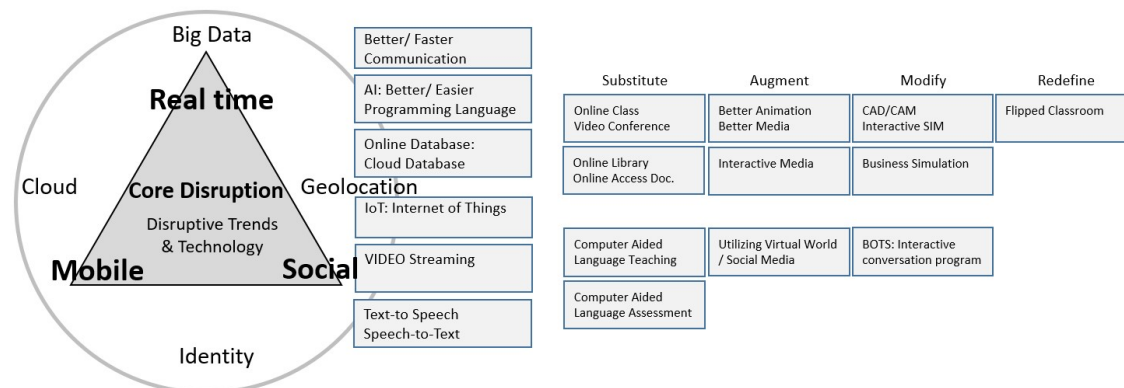 Big Data
Real time
Cloud
Core Disruption
Geolocation
Disruptive Trends
& Technology
Mobile
Social
Identity
Better/ Faster
Communication
AI: Better/ Easier
Programming Language
Online Database:
Cloud Database
IoT: Internet of Things
VIDEO Streaming
Text-to Speech
Speech-to-Text
Substitute
Augment
Modify
Redefine
Online Class
Video Conference
Better Animation
Better Media
CAD/CAM
Interactive SIM
Flipped Classroom
Online Library
Online Access Doc.
Interactive Media
Business Simulation
Computer Aided
Language Teaching
Utilizing Virtual World
/ Social Media
BOTS: Interactive
conversation program
Computer Aided
Language Assessment